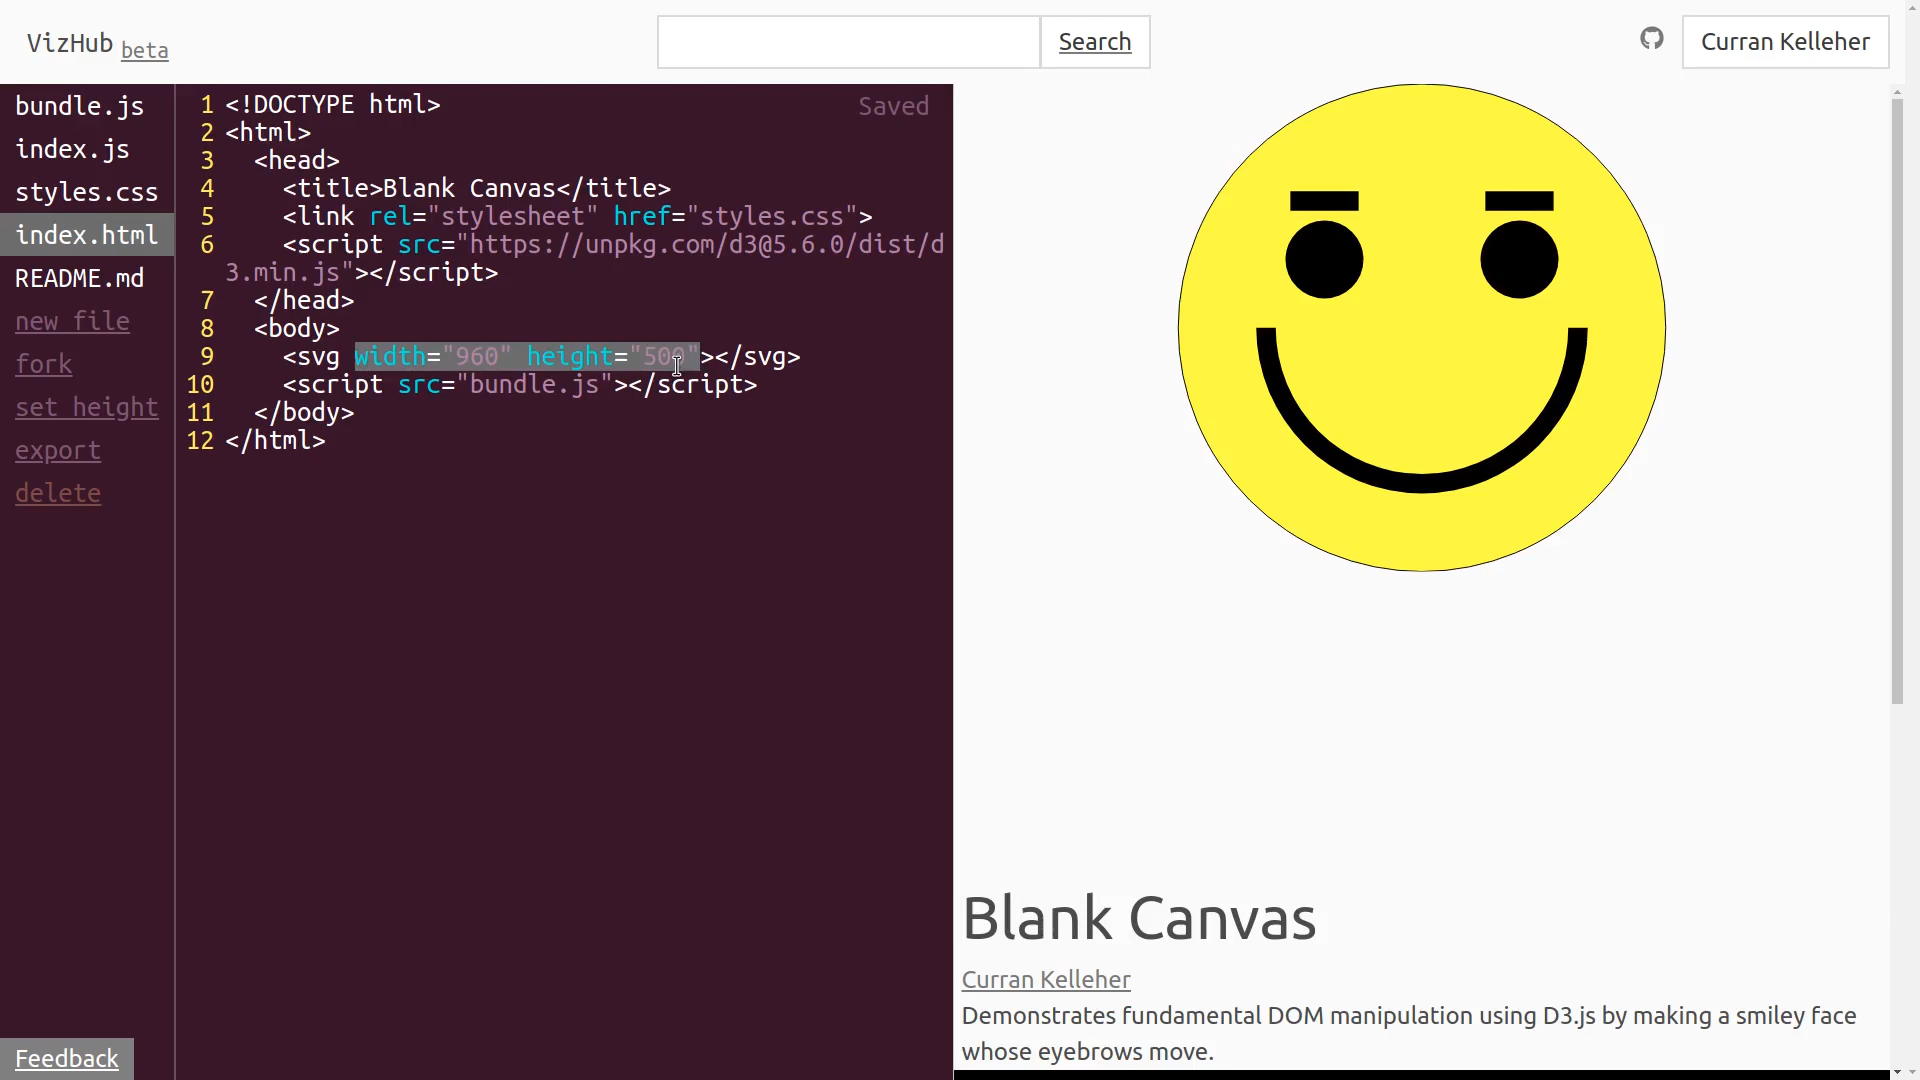 VizHub beta
Search
Curran Kelleher
bundle.js
index.js
styles.css
index.html
README.md
new file
fork
set height
export
delete
Feedback
Saved
1 <!DOCTYPE html>
2 <html>
3   <head>
4     <title>Blank Canvas</title>
5     <link rel="stylesheet" href="styles.css">
6     <script src="https://unpkg.com/d3@5.6.0/dist/d
3.min.js"></script>
7   </head>
8   <body>
9     <svg width="960" height="500"></svg>
10     <script src="bundle.js"></script>
11   </body>
12 </html>
Blank Canvas
Curran Kelleher
Demonstrates fundamental DOM manipulation using D3.js by making a smiley face
whose eyebrows move.